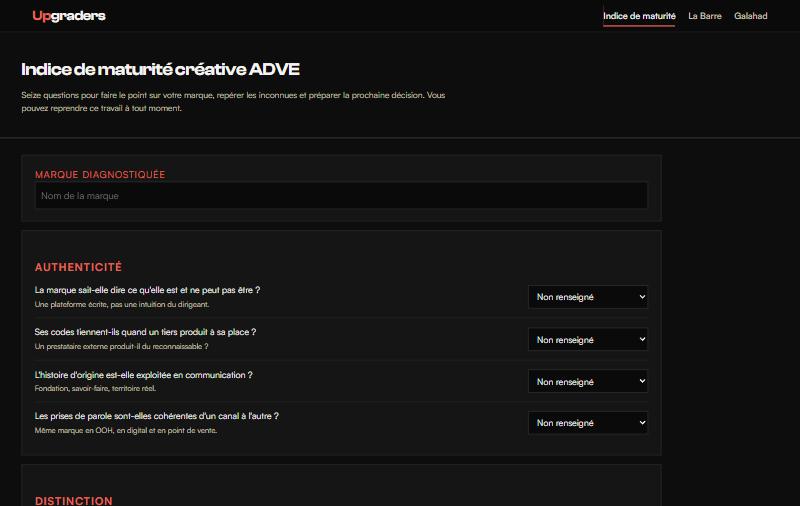 Upgraders
Indice de maturité
La Barre
Galahad
Indice de maturité créative ADVE
Seize questions pour faire le point sur votre marque, repérer les inconnues et préparer la prochaine décision. Vous
pouvez reprendre ce travail à tout moment.
MARQUE DIAGNOSTIQUÉE
Nom de la marque
AUTHENTICITÉ
La marque sait-elle dire ce qu'elle est et ne peut pas être ?
Une plateforme écrite, pas une intuition du dirigeant.
Non renseigné
Ses codes tiennent-ils quand un tiers produit à sa place ?
Un prestataire externe produit-il du reconnaissable ?
Non renseigné
L'histoire d'origine est-elle exploitée en communication ?
Fondation, savoir-faire, territoire réel.
Non renseigné
Les prises de parole sont-elles cohérentes d'un canal à l'autre ?
Même marque en OOH, en digital et en point de vente.
Non renseigné
DISTINCTION